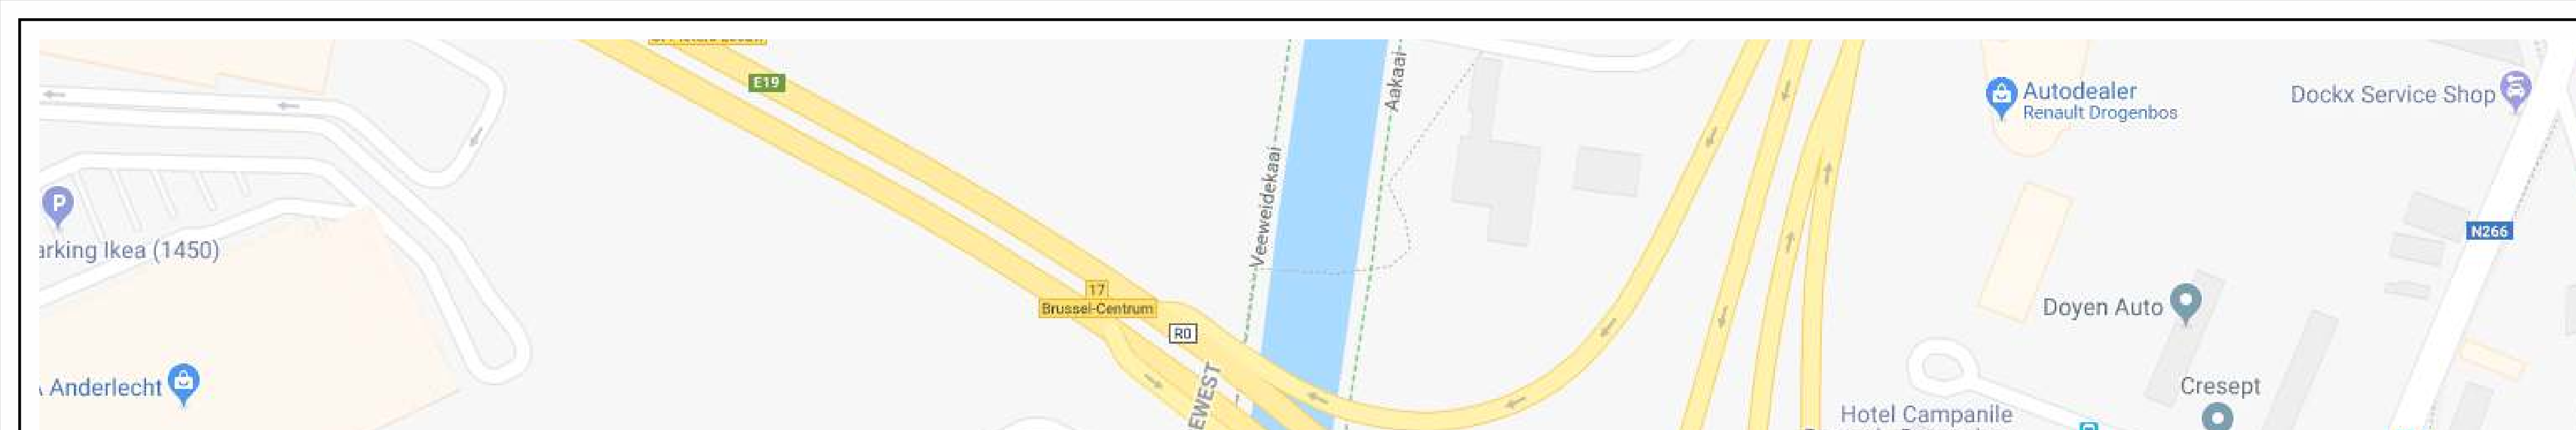 E19
Aakaai
Autodealer
Renault Drogenbos
Dockx Service Shop
P
Veeweidekaai
arking Ikea (1450)
N266
17
Brussel-Centrum
R0
Doyen Auto
Anderlecht
EWEST
Cresept
Hotel Campanile